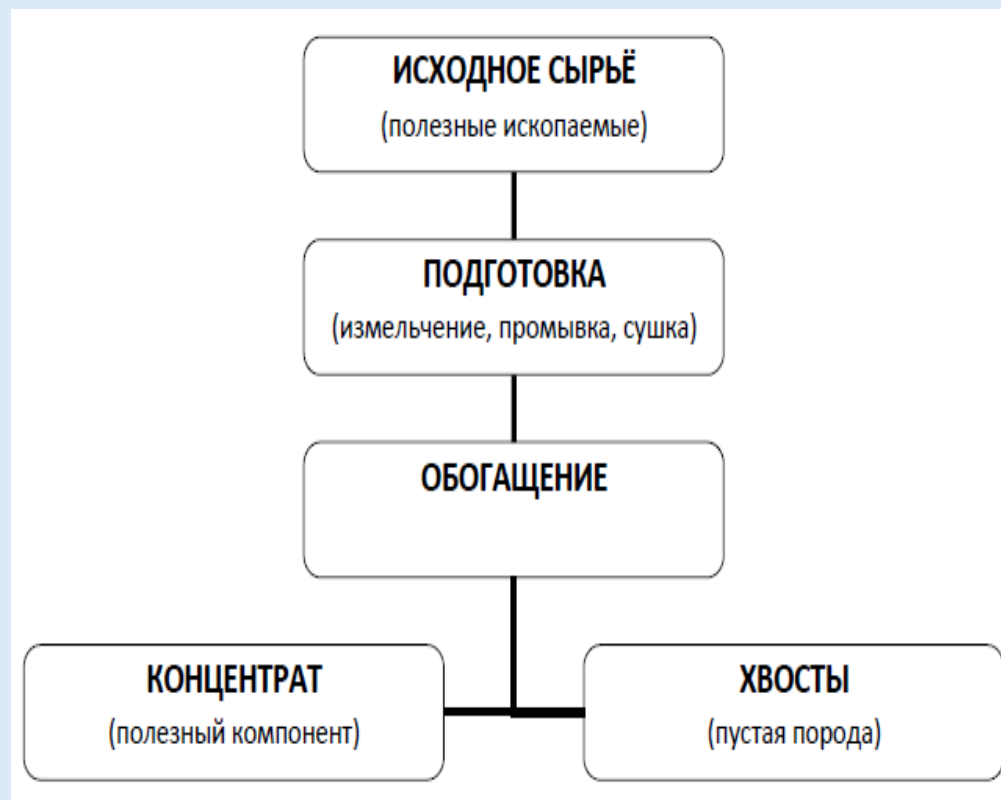 ИСХОДНОЕ СЫРЬЁ
(полезные ископаемые)
ПОДГОТОВКА
(измельчение, промывка, сушка)
ОБОГАЩЕНИЕ
КОНЦЕНТРАТ
(полезный компонент)
ХВОСТЫ
(пустая порода)